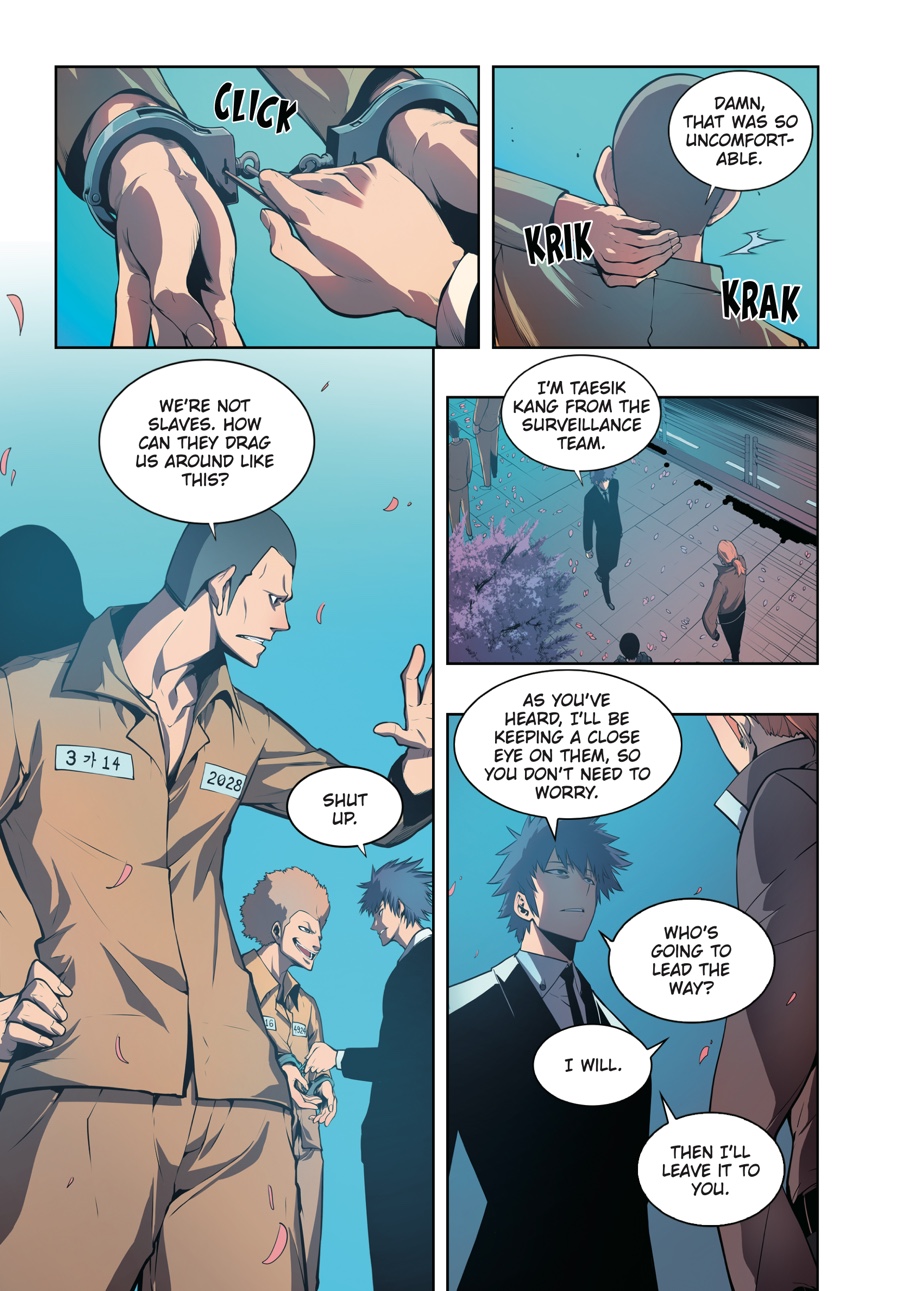 CLICK
DAMN,
THAT WAS SO
UNCOMFORT-
ABLE.
KRIK
KRAK
WE'RE NOT
SLAVES. HOW
CAN THEY DRAG
US AROUND LIKE
THIS?
3 가 14
2028
SHUT
UP.
16
4924
I'M TAESIK
KANG FROM THE
SURVEILLANCE
TEAM.
AS YOU'VE
HEARD, I'LL BE
KEEPING A CLOSE
EYE ON THEM, SO
YOU DON'T NEED TO
WORRY.
WHO'S
GOING TO
LEAD THE
WAY?
I WILL.
THEN I'LL
LEAVE IT TO
YOU.